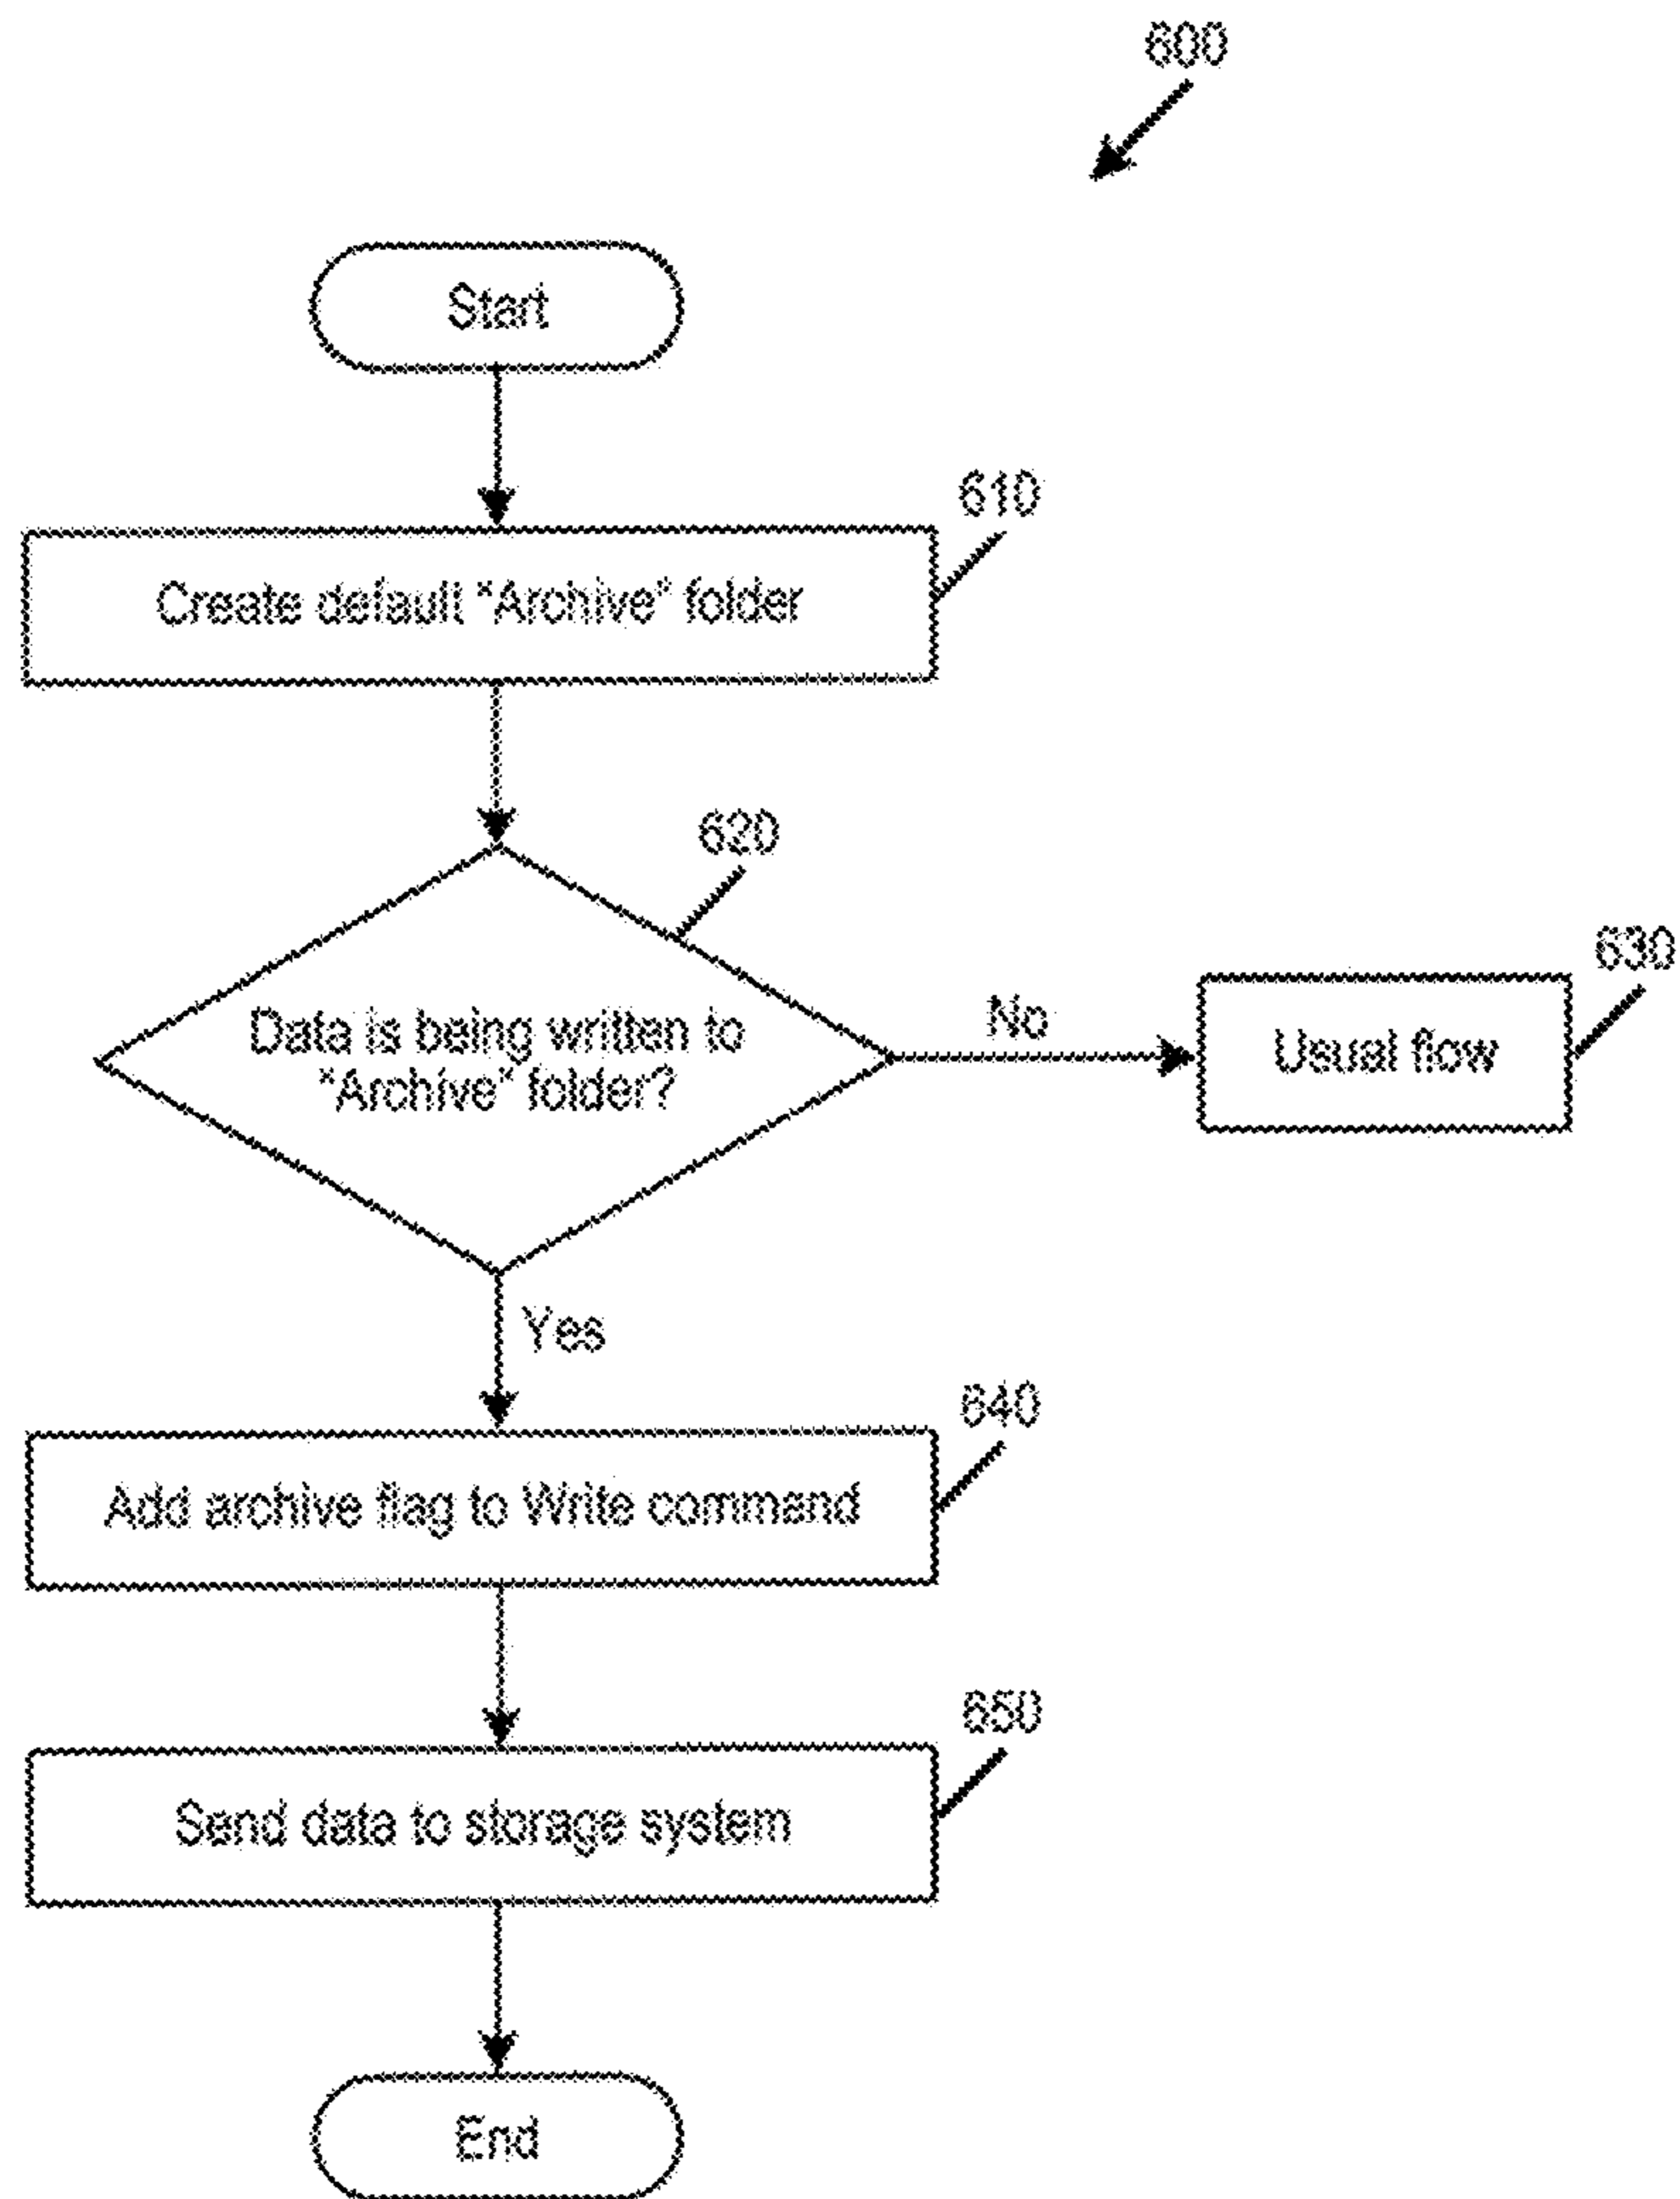 600
Start
610
Create default "Archive" folder
620
Data is being written to
"Archive" folder?
No
630
Usual flow
Yes
640
Add archive flag to Write command
650
Send data to storage system
End